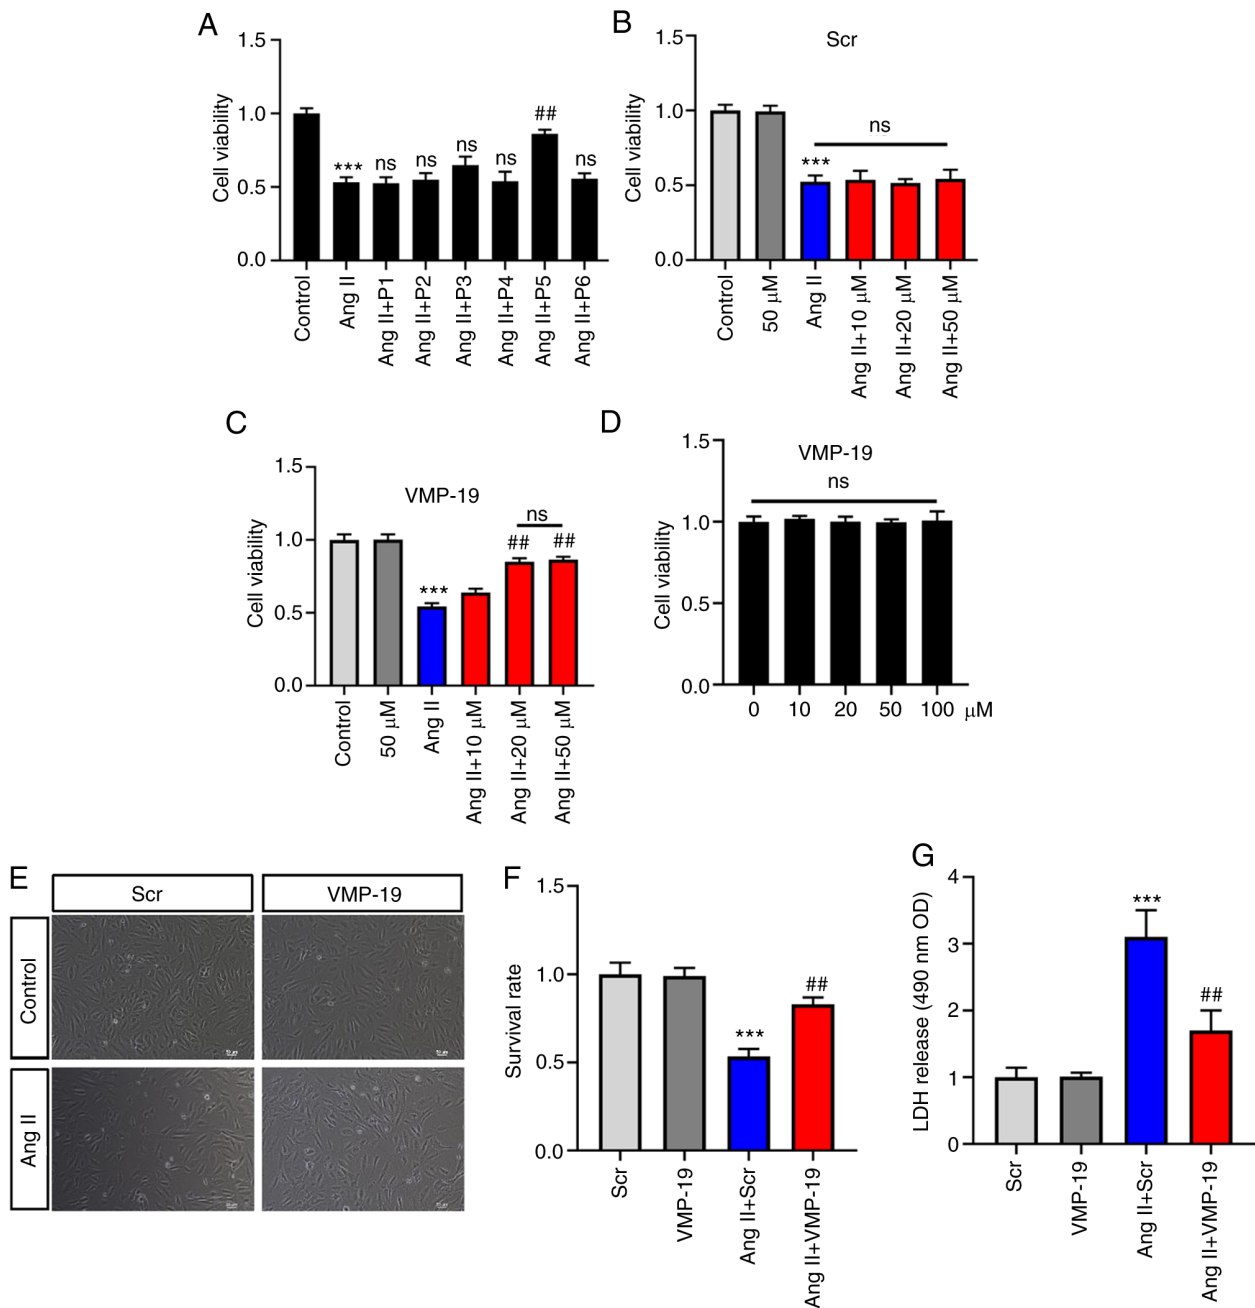 A
1.5
1.0
0.5
0.0
Cell viability
***
ns
ns
ns
ns
##
ns
Control
Ang II
Ang II+P1
Ang II+P2
Ang II+P3
Ang II+P4
Ang II+P5
Ang II+P6
B
Scr
1.5
1.0
0.5
0.0
Cell viability
***
ns
Control
50 μM
Ang II
Ang II+10 μM
Ang II+20 μM
Ang II+50 μM
C
VMP-19
1.5
1.0
0.5
0.0
Cell viability
***
##
##
ns
Control
50 μM
Ang II
Ang II+10 μM
Ang II+20 μM
Ang II+50 μM
D
VMP-19
ns
1.5
1.0
0.5
0.0
Cell viability
0 10 20 50 100 μM
E
Scr
VMP-19
Control
Ang II
F
1.5
1.0
0.5
0.0
Survival rate
***
##
Scr
VMP-19
Ang II+Scr
Ang II+VMP-19
G
4
3
2
1
0
LDH release (490 nm OD)
***
##
Scr
VMP-19
Ang II+Scr
Ang II+VMP-19